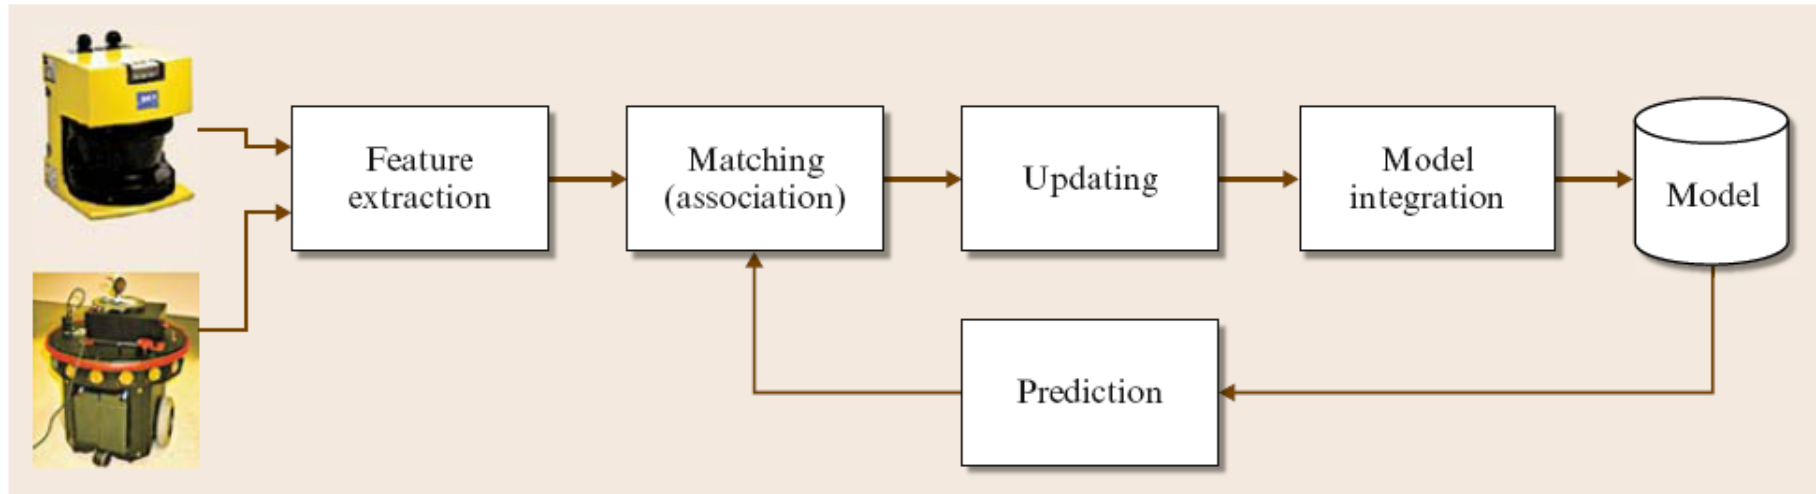 Feature
extraction
Matching
(association)
Updating
Model
integration
Model
Prediction